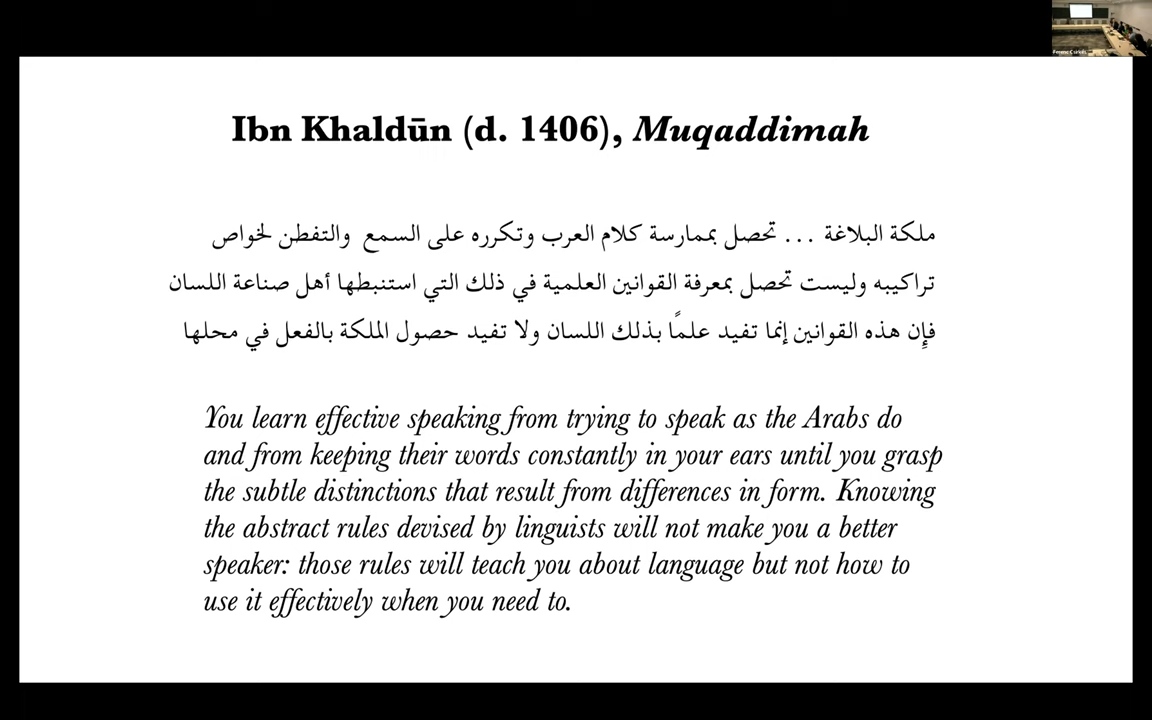 Ibn Khaldūn (d. 1406), Muqaddimah
ملكة البلاغة ... تحصل بممارسة كلام العرب وتكرره على السمع والتفطن لخواص
تراكيبه وليست تحصل بمعرفة القوانين العلمية في ذلك التي استنبطها أهل صناعة اللسان
فإن هذه القوانين إنما تفيد علمًا بذلك اللسان ولا تفيد حصول الملكة بالفعل في محلها
You learn effective speaking from trying to speak as the Arabs do
and from keeping their words constantly in your ears until you grasp
the subtle distinctions that result from differences in form. Knowing
the abstract rules devised by linguists will not make you a better
speaker: those rules will teach you about language but not how to
use it effectively when you need to.